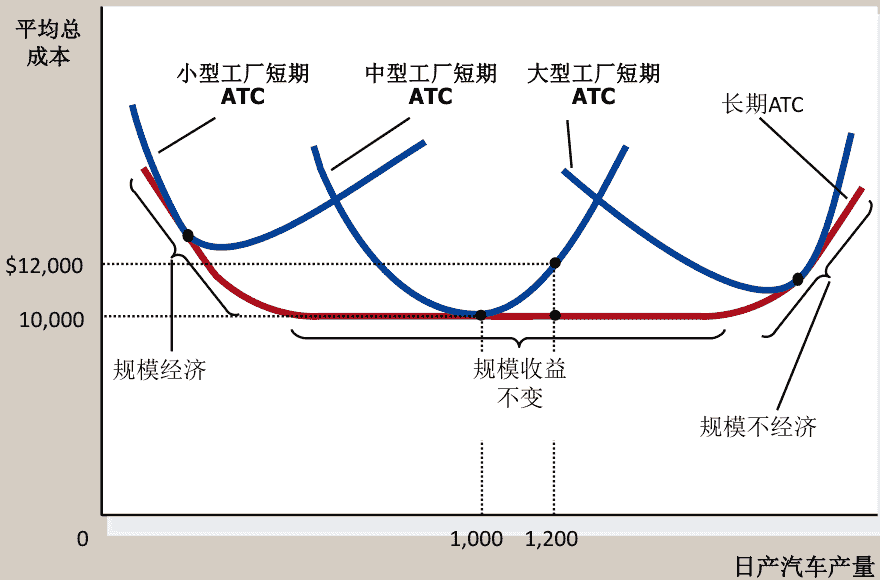 平均总
成本
小型工厂短期
ATC
中型工厂短期
ATC
大型工厂短期
ATC
长期ATC
$12,000
10,000
规模经济
规模收益
不变
规模不经济
0
1,000
1,200
日产汽车产量